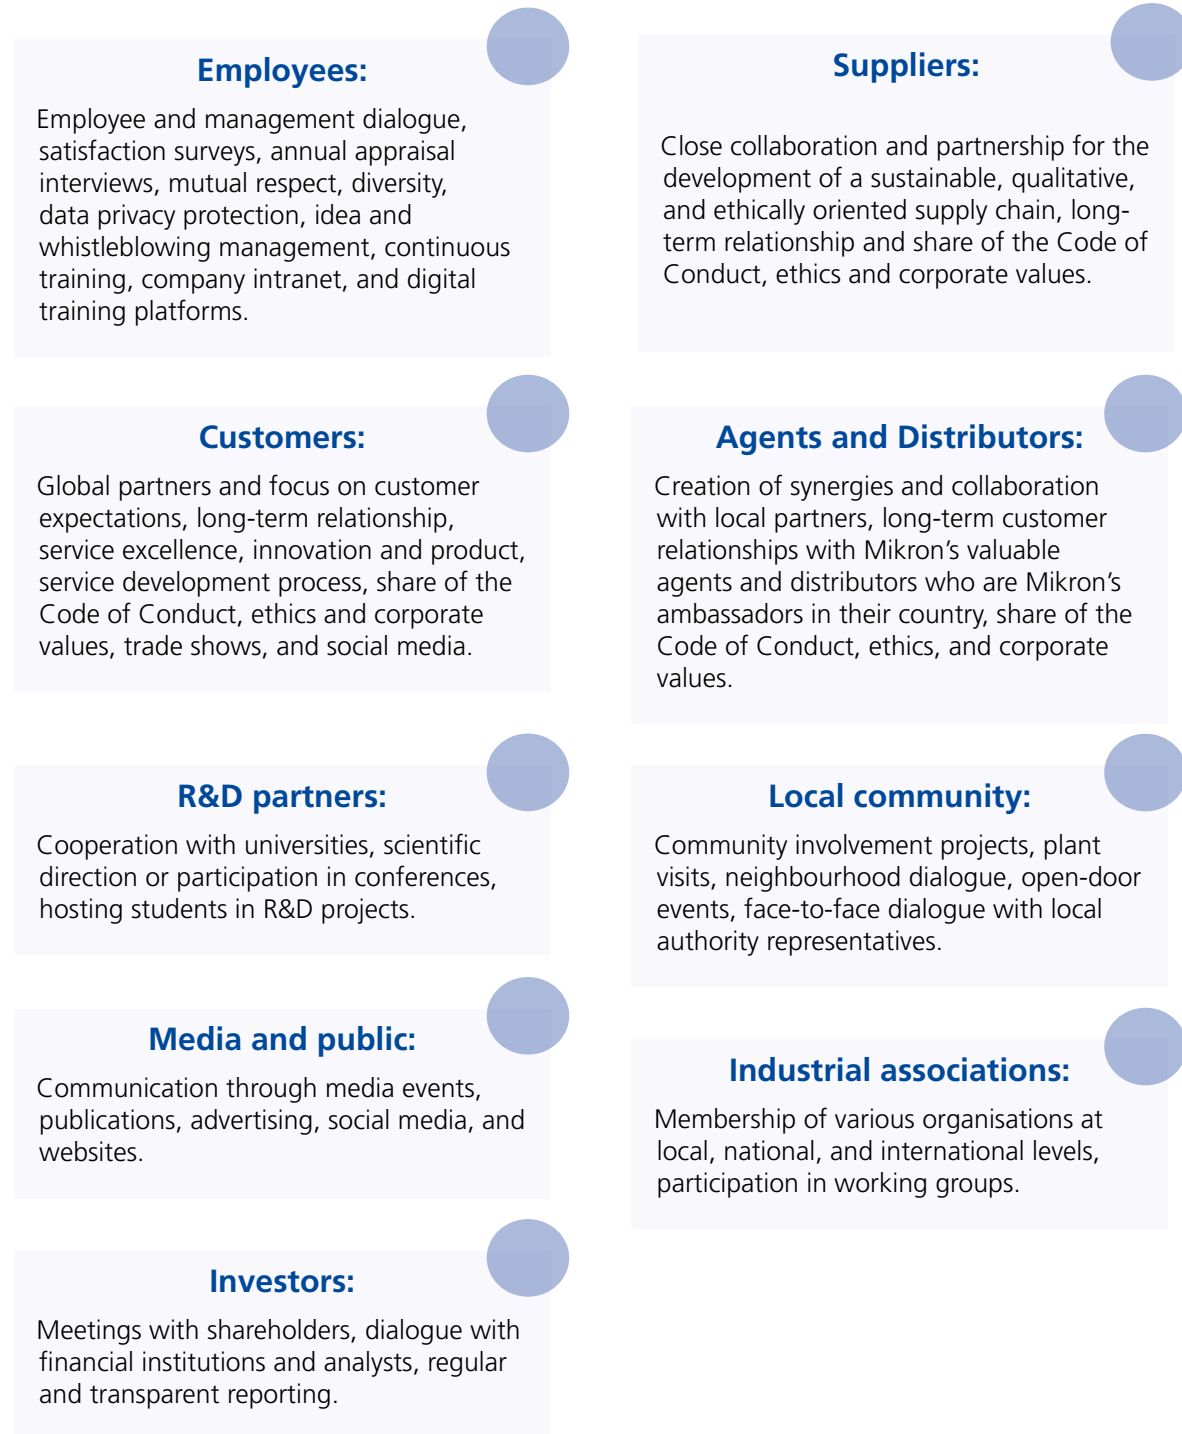 Employees:
Employee and management dialogue,
satisfaction surveys, annual appraisal
interviews, mutual respect, diversity,
data privacy protection, idea and
whistleblowing management, continuous
training, company intranet, and digital
training platforms.
Suppliers:
Close collaboration and partnership for the
development of a sustainable, qualitative,
and ethically oriented supply chain, long-
term relationship and share of the Code of
Conduct, ethics and corporate values.
Customers:
Global partners and focus on customer
expectations, long-term relationship,
service excellence, innovation and product,
service development process, share of the
Code of Conduct, ethics and corporate
values, trade shows, and social media.
Agents and Distributors:
Creation of synergies and collaboration
with local partners, long-term customer
relationships with Mikron’s valuable
agents and distributors who are Mikron’s
ambassadors in their country, share of the
Code of Conduct, ethics, and corporate
values.
R&D partners:
Cooperation with universities, scientific
direction or participation in conferences,
hosting students in R&D projects.
Local community:
Community involvement projects, plant
visits, neighbourhood dialogue, open-door
events, face-to-face dialogue with local
authority representatives.
Media and public:
Communication through media events,
publications, advertising, social media, and
websites.
Industrial associations:
Membership of various organisations at
local, national, and international levels,
participation in working groups.
Investors:
Meetings with shareholders, dialogue with
financial institutions and analysts, regular
and transparent reporting.